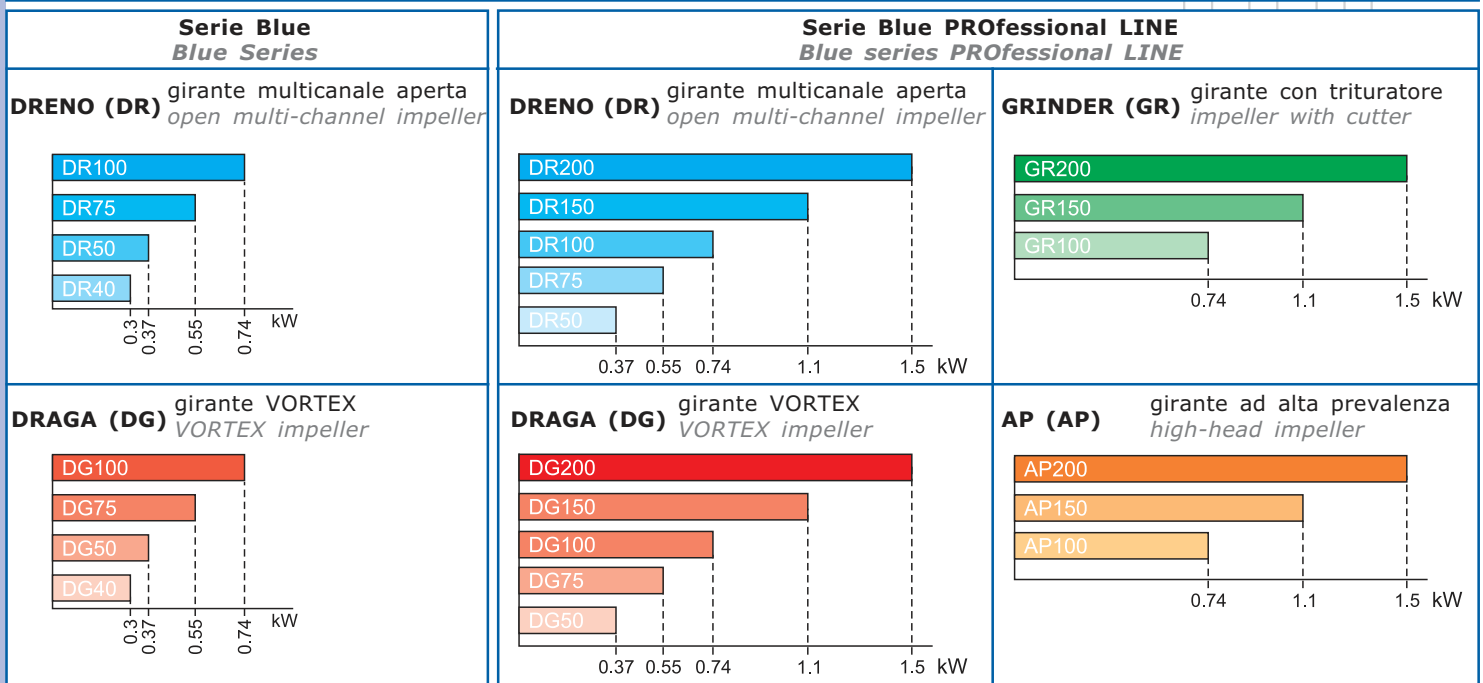 Serie Blue
Blue Series
Serie Blue PROfessional LINE
Blue series PROfessional LINE
DRENO (DR) girante multicanale aperta
open multi-channel impeller
DR100
DR75
DR50
DR40
0.3 0.37 0.55 0.74 kW
DRENO (DR) girante multicanale aperta
open multi-channel impeller
DR200
DR150
DR100
DR75
DR50
0.37 0.55 0.74 1.1 1.5 kW
GRINDER (GR) girante con trituratore
impeller with cutter
GR200
GR150
GR100
0.74 1.1 1.5 kW
DRAGA (DG) girante VORTEX
VORTEX impeller
DG100
DG75
DG50
DG40
0.3 0.37 0.55 0.74 kW
DRAGA (DG) girante VORTEX
VORTEX impeller
DG200
DG150
DG100
DG75
DG50
0.37 0.55 0.74 1.1 1.5 kW
AP (AP) girante ad alta prevalenza
high-head impeller
AP200
AP150
AP100
0.74 1.1 1.5 kW